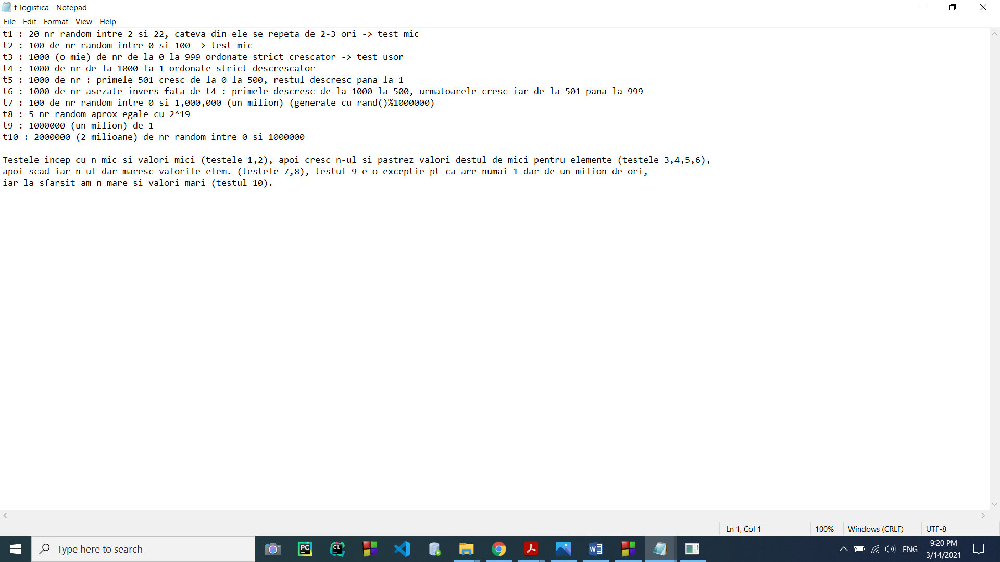 t-logistica - Notepad
File Edit Format View Help
t1 : 20 nr random intre 2 si 22, cateva din ele se repeta de 2-3 ori -> test mic
t2 : 100 de nr random intre 0 si 100 -> test mic
t3 : 1000 (o mie) de nr de la 0 la 999 ordonate strict crescator -> test usor
t4 : 1000 de nr de la 1000 la 1 ordonate strict descrescator
t5 : 1000 de nr : primele 501 cresc de la 0 la 500, restul descresc pana la 1
t6 : 1000 de nr asezate invers fata de t4 : primele descresc de la 1000 la 500, urmatoarele cresc iar de la 501 pana la 999
t7 : 100 de nr random intre 0 si 1,000,000 (un milion) (generate cu rand()%1000000)
t8 : 5 nr random aprox egale cu 2^19
t9 : 1000000 (un milion) de 1
t10 : 2000000 (2 milioane) de nr random intre 0 si 1000000
Testele incep cu n mic si valori mici (testele 1,2), apoi cresc n-ul si pastrez valori destul de mici pentru elemente (testele 3,4,5,6),
apoi scad iar n-ul dar maresc valorile elem. (testele 7,8), testul 9 e o exceptie pt ca are numai 1 dar de un milion de ori,
iar la sfarsit am n mare si valori mari (testul 10).
Ln 1, Col 1 100% Windows (CRLF) UTF-8
Type here to search PC CL W ENG
9:20 PM
3/14/2021